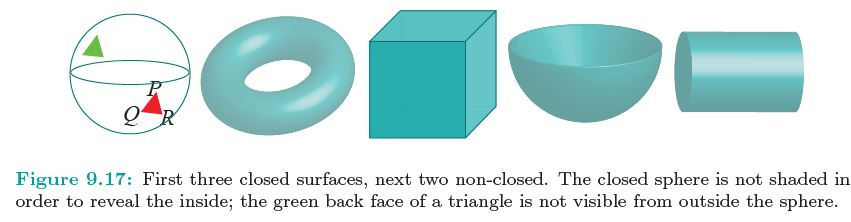 P
Q R
Figure 9.17: First three closed surfaces, next two non-closed. The closed sphere is not shaded in
order to reveal the inside; the green back face of a triangle is not visible from outside the sphere.